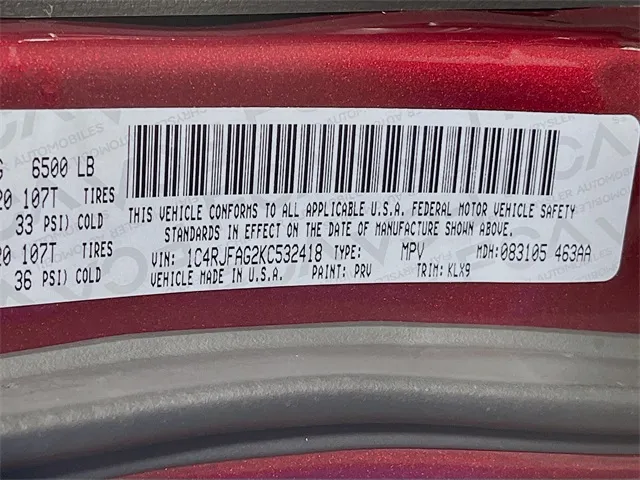 G 6500 LB
20 107T TIRES
33 PSI) COLD
20 107T TIRES
36 PSI) COLD
THIS VEHICLE CONFORMS TO ALL APPLICABLE U.S.A. FEDERAL MOTOR VEHICLE SAFETY
STANDARDS IN EFFECT ON THE DATE OF MANUFACTURE SHOWN ABOVE.
VIN: 1C4RJFAG2KC532418 TYPE: MPV MDH:083105 463AA
VEHICLE MADE IN U.S.A. PAINT: PRV TRIM: KLX9